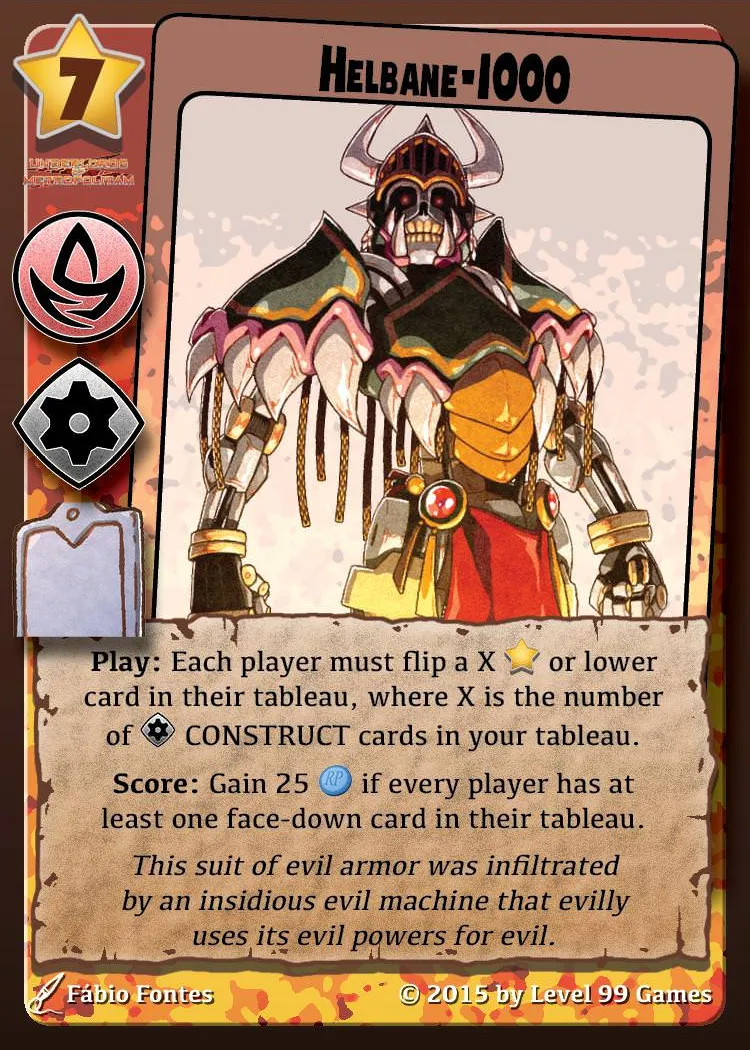 7
HELBANE-1000
UNDERLORDS
OF
METROPOLITAM
Play: Each player must flip a X or lower
card in their tableau, where X is the number
of CONSTRUCT cards in your tableau.
Score: Gain 25 RP if every player has at
least one face-down card in their tableau.
This suit of evil armor was infiltrated
by an insidious evil machine that evilly
uses its evil powers for evil.
Fábio Fontes
© 2015 by Level 99 Games